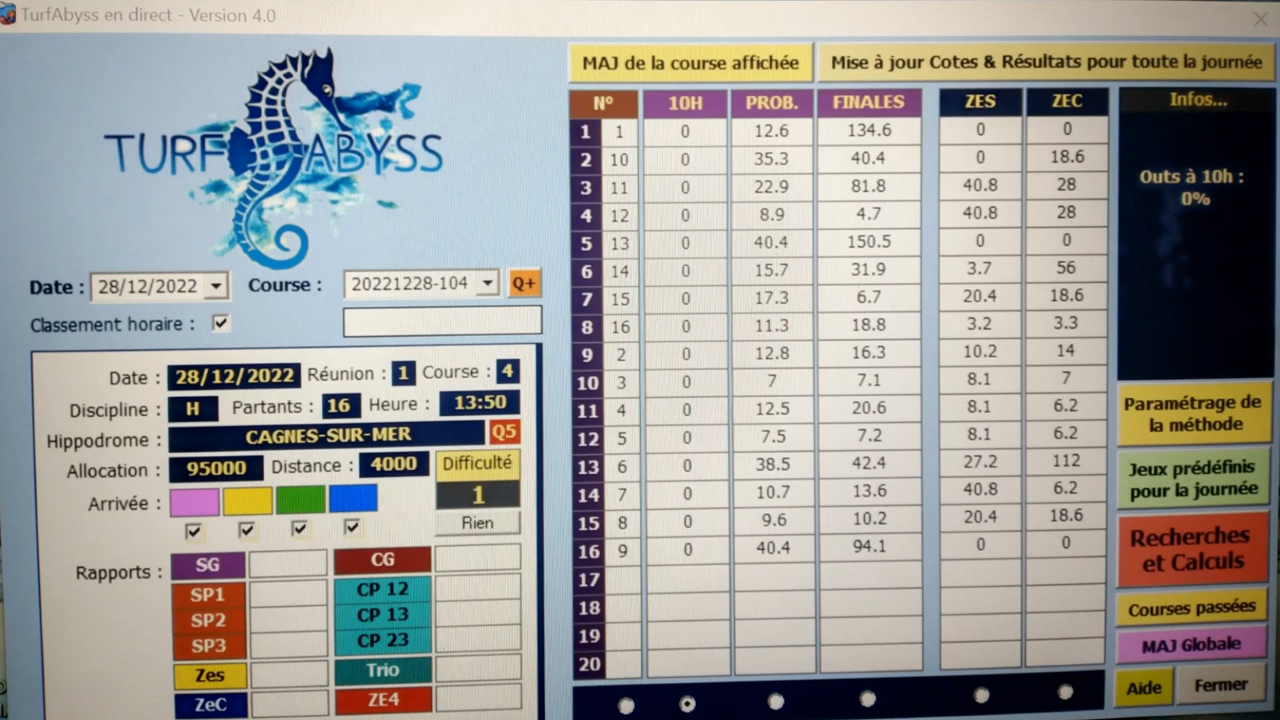 TurfAbyss en direct - Version 4.0
TURF ABYSS
MAJ de la course affichée Mise à jour Cotes & Résultats pour toute la journée
Date : 28/12/2022 Course : 20221228-104 Q+
Classement horaire :
Date : 28/12/2022 Réunion : 1 Course : 4
Discipline : H Partants : 16 Heure : 13:50
Hippodrome : CAGNES-SUR-MER Q5
Allocation : 95000 Distance : 4000 Difficulté
Arrivée : 1
Rien
Rapports : SG CG
SP1 CP 12
SP2 CP 13
SP3 CP 23
Zes Trio
ZeC ZE4
N° 10H PROB. FINALES ZES ZEC
1 1 0 12.6 134.6 0 0
2 10 0 35.3 40.4 0 18.6
3 11 0 22.9 81.8 40.8 28
4 12 0 8.9 4.7 40.8 28
5 13 0 40.4 150.5 0 0
6 14 0 15.7 31.9 3.7 56
7 15 0 17.3 6.7 20.4 18.6
8 16 0 11.3 18.8 3.2 3.3
9 2 0 12.8 16.3 10.2 14
10 3 0 7 7.1 8.1 7
11 4 0 12.5 20.6 8.1 6.2
12 5 0 7.5 7.2 8.1 6.2
13 6 0 38.5 42.4 27.2 112
14 7 0 10.7 13.6 40.8 6.2
15 8 0 9.6 10.2 20.4 18.6
16 9 0 40.4 94.1 0 0
17
18
19
20
Infos...
Outs à 10h :
0%
Paramétrage de
la méthode
Jeux prédéfinis
pour la journée
Recherches
et Calculs
Courses passées
MAJ Globale
Aide Fermer